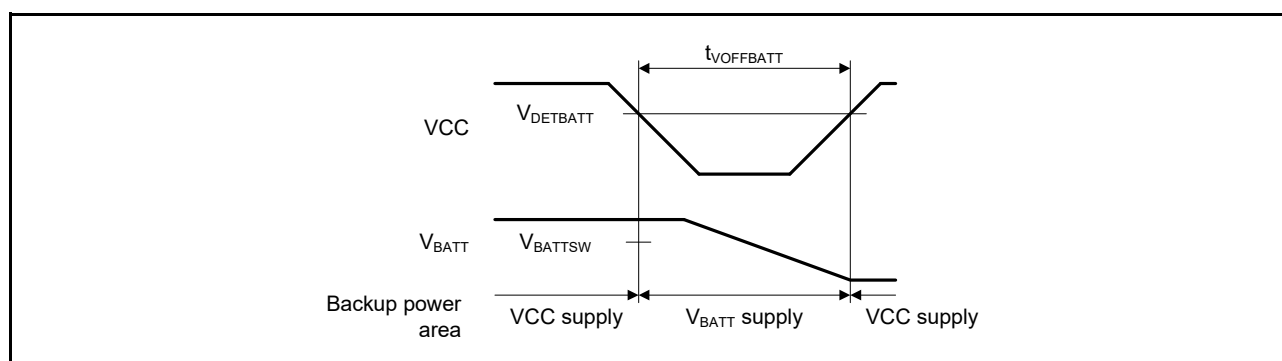 tVOFFBATT
VCC
VDETBATT
VBATT
VBATTSW
Backup power
area
VCC supply
VBATT supply
VCC supply